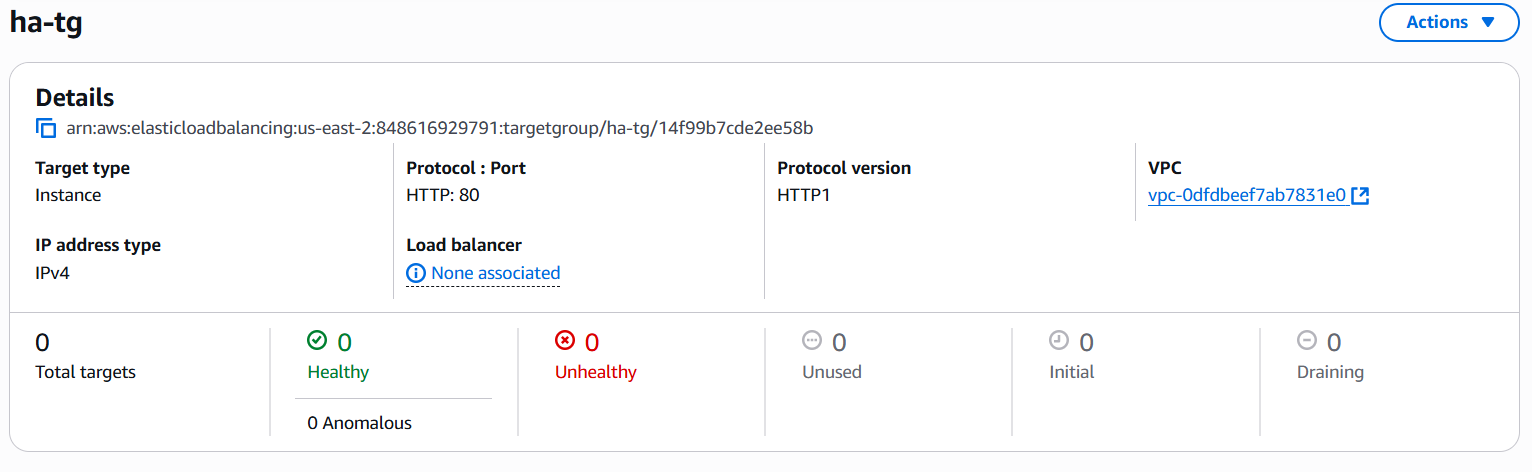 ha-tg
Actions
Details
arn:aws:elasticloadbalancing:us-east-2:848616929791:targetgroup/ha-tg/14f99b7cde2ee58b
Target type
Instance
Protocol : Port
HTTP: 80
Protocol version
HTTP1
VPC
vpc-0dfdbeef7ab7831e0
IP address type
IPv4
Load balancer
None associated
0
Total targets
0
Healthy
0 Anomalous
0
Unhealthy
0
Unused
0
Initial
0
Draining